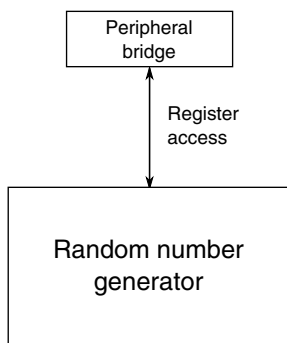 Peripheral
bridge
Register
access
Random number
generator